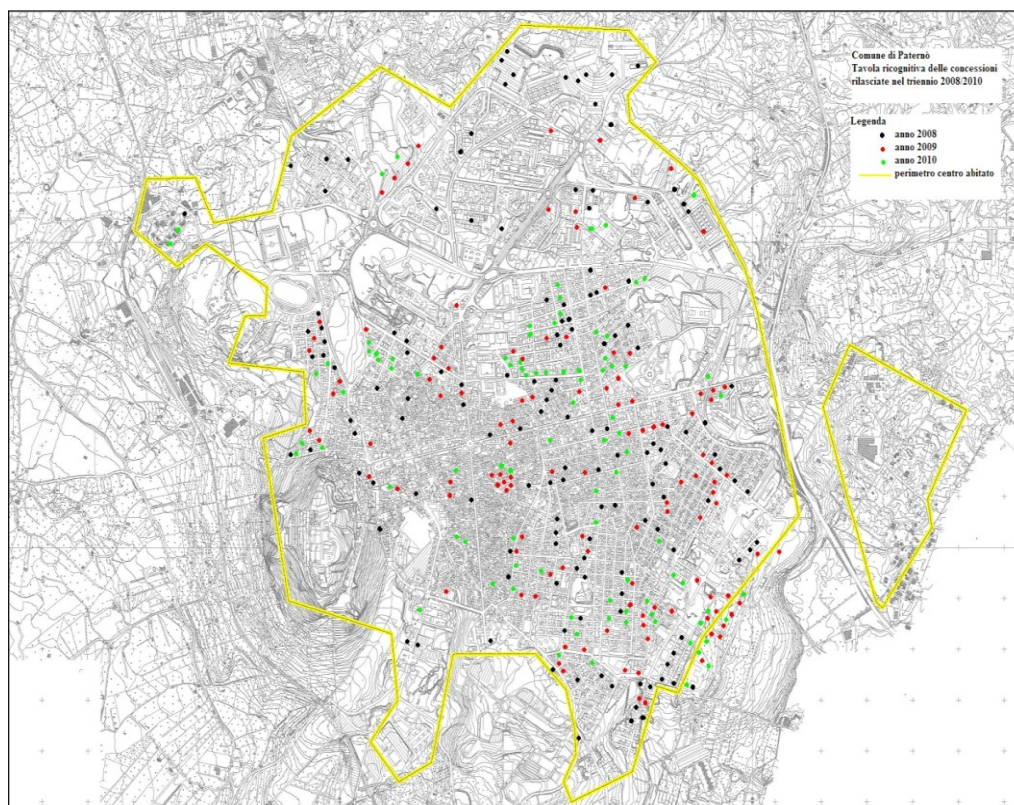 Comune di Paternò
Tavola ricognitiva delle concessioni
rilasciate nel triennio 2008/2010
Legenda
anno 2008
anno 2009
anno 2010
perimetro centro abitato